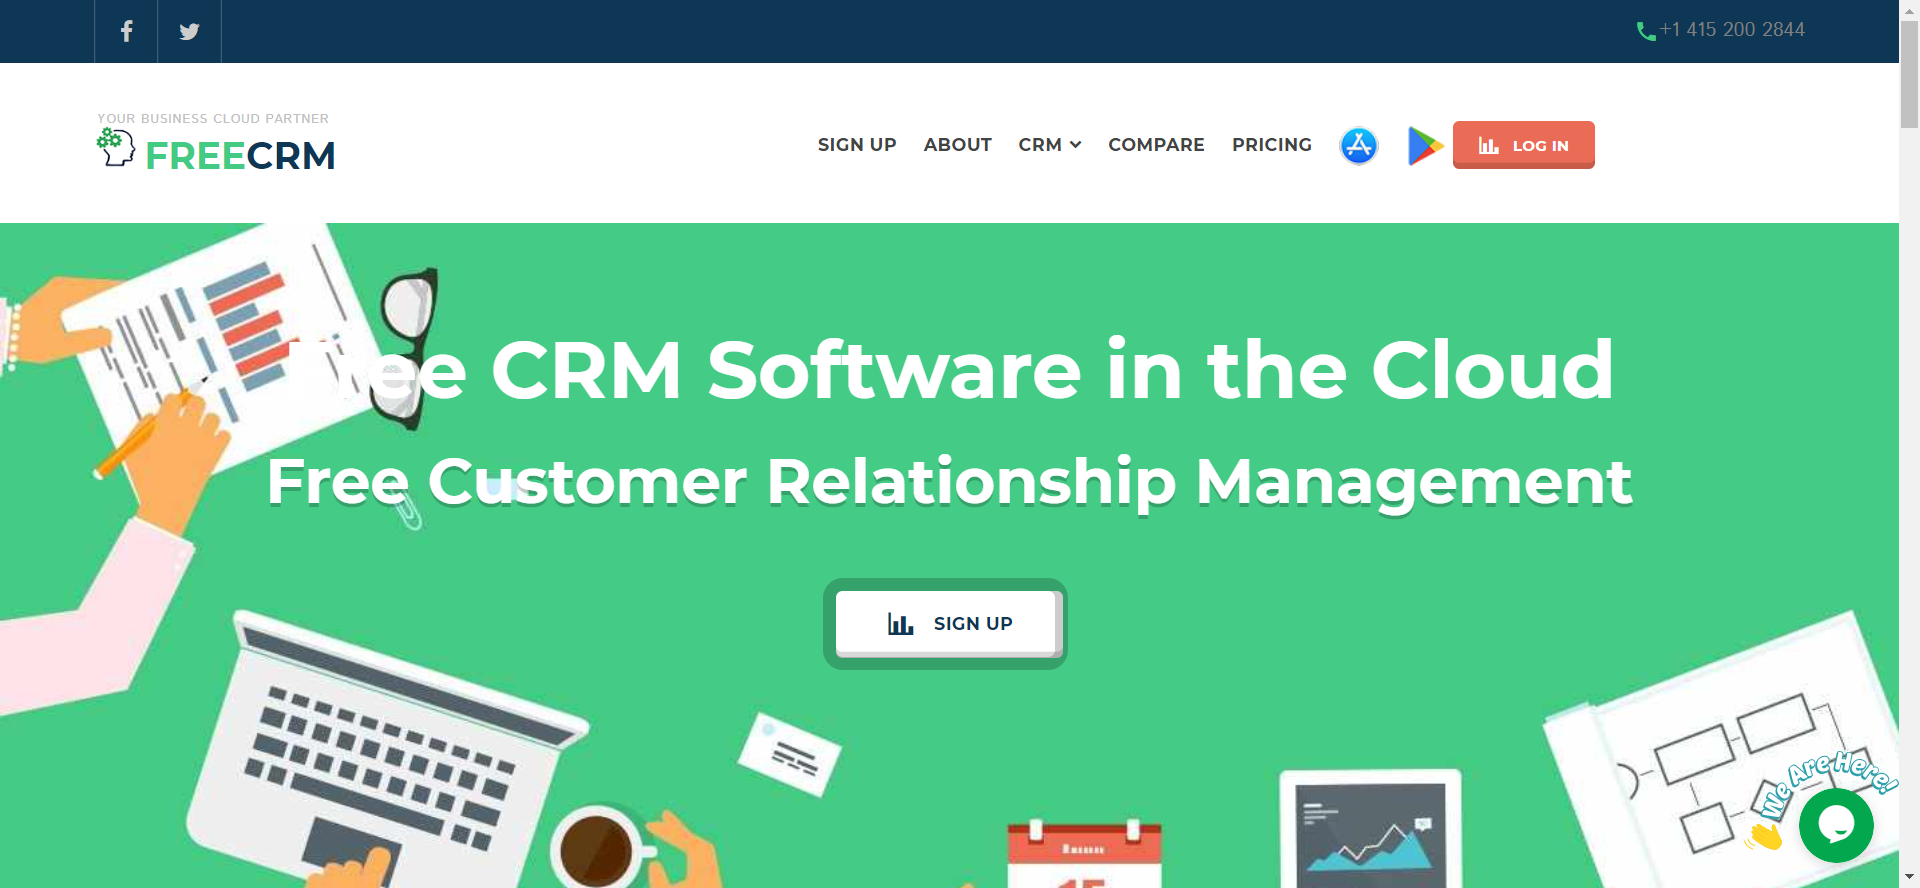 +1 415 200 2844
YOUR BUSINESS CLOUD PARTNER
FREECRM
SIGN UP ABOUT CRM COMPARE PRICING LOG IN
Free CRM Software in the Cloud
Free Customer Relationship Management
SIGN UP
We Are Here!